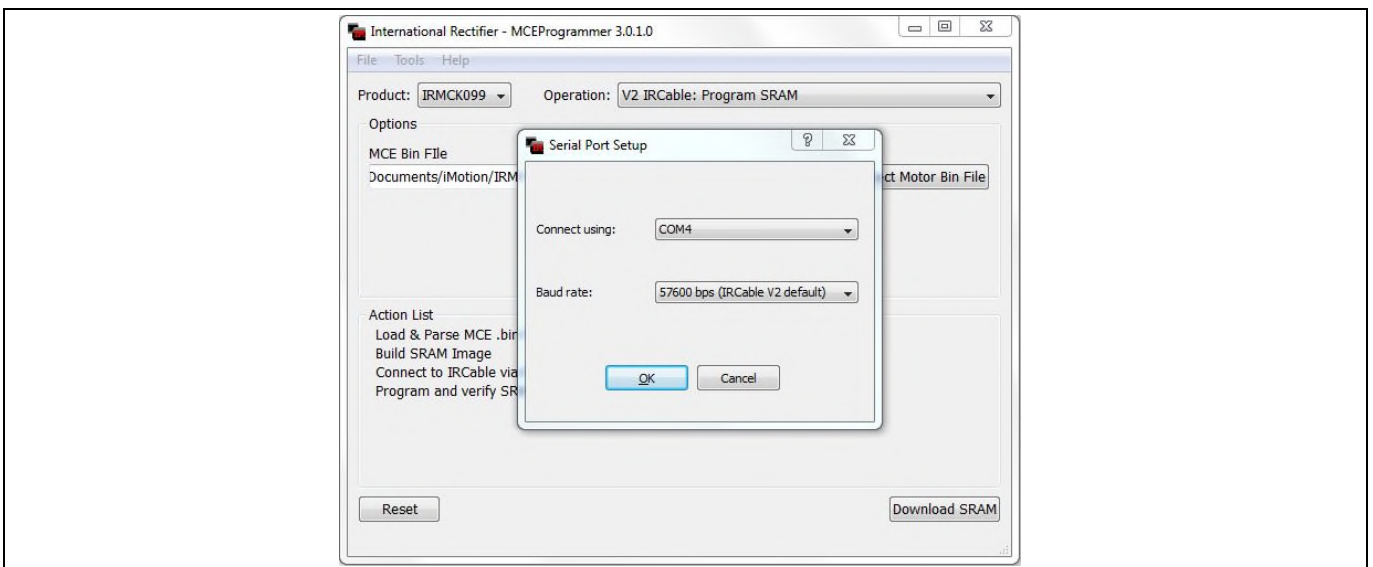 International Rectifier - MCEProgrammer 3.0.1.0
File Tools Help
Product: IRMCK099 Operation: V2 IRCable: Program SRAM
Options
MCE Bin FIle
Documents/iMotion/IRM
ct Motor Bin File
Serial Port Setup
Connect using: COM4
Baud rate: 57600 bps (IRCable V2 default)
OK Cancel
Action List
Load & Parse MCE .bin
Build SRAM Image
Connect to IRCable via
Program and verify SR
Reset Download SRAM